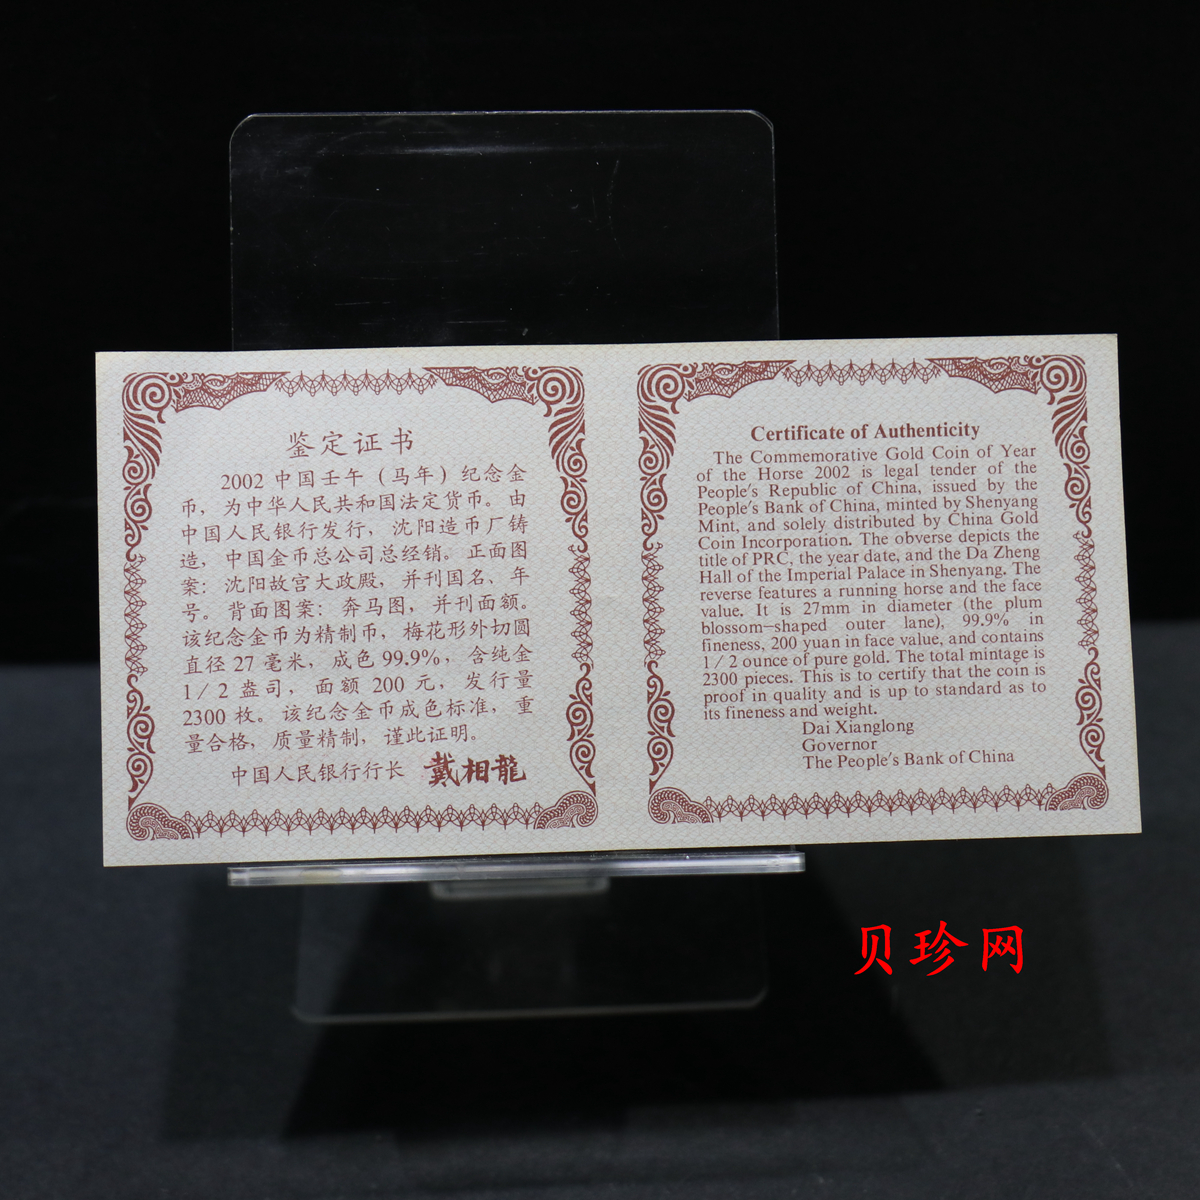 鉴定证书
2002 中国壬午（马年）纪念金
币，为中华人民共和国法定货币。由
中国人民银行发行，沈阳造币厂铸
造，中国金币总公司总经销。正面图
案：沈阳故宫大政殿，并刊国名、年
号。背面图案：奔马图，并刊面额。
该纪念金币为精制币，梅花形外切圆
直径 27 毫米，成色 99.9%，含纯金
1/2 盎司，面额 200 元，发行量
2300 枚。该纪念金币成色标准，重
量合格，质量精制，谨此证明。
中国人民银行行长 戴相龍
Certificate of Authenticity
The Commemorative Gold Coin of Year
of the Horse 2002 is legal tender of the
People's Republic of China, issued by the
People's Bank of China, minted by Shenyang
Mint, and solely distributed by China Gold
Coin Incorporation. The obverse depicts the
title of PRC, the year date, and the Da Zheng
Hall of the Imperial Palace in Shenyang. The
reverse features a running horse and the face
value. It is 27mm in diameter (the plum
blossom-shaped outer lane), 99.9% in
fineness, 200 yuan in face value, and contains
1/2 ounce of pure gold. The total mintage is
2300 pieces. This is to certify that the coin is
proof in quality and is up to standard as to
its fineness and weight.
Dai Xianglong
Governor
The People's Bank of China
贝珍网